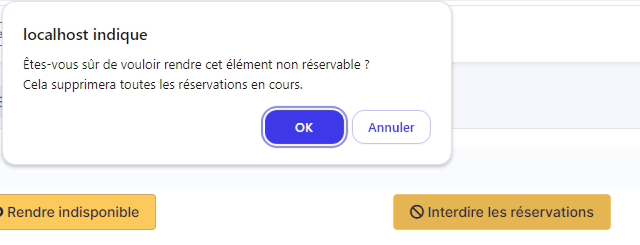 localhost indique
Êtes-vous sûr de vouloir rendre cet élément non réservable ?
Cela supprimera toutes les réservations en cours.
OK
Annuler
Rendre indisponible
Interdire les réservations